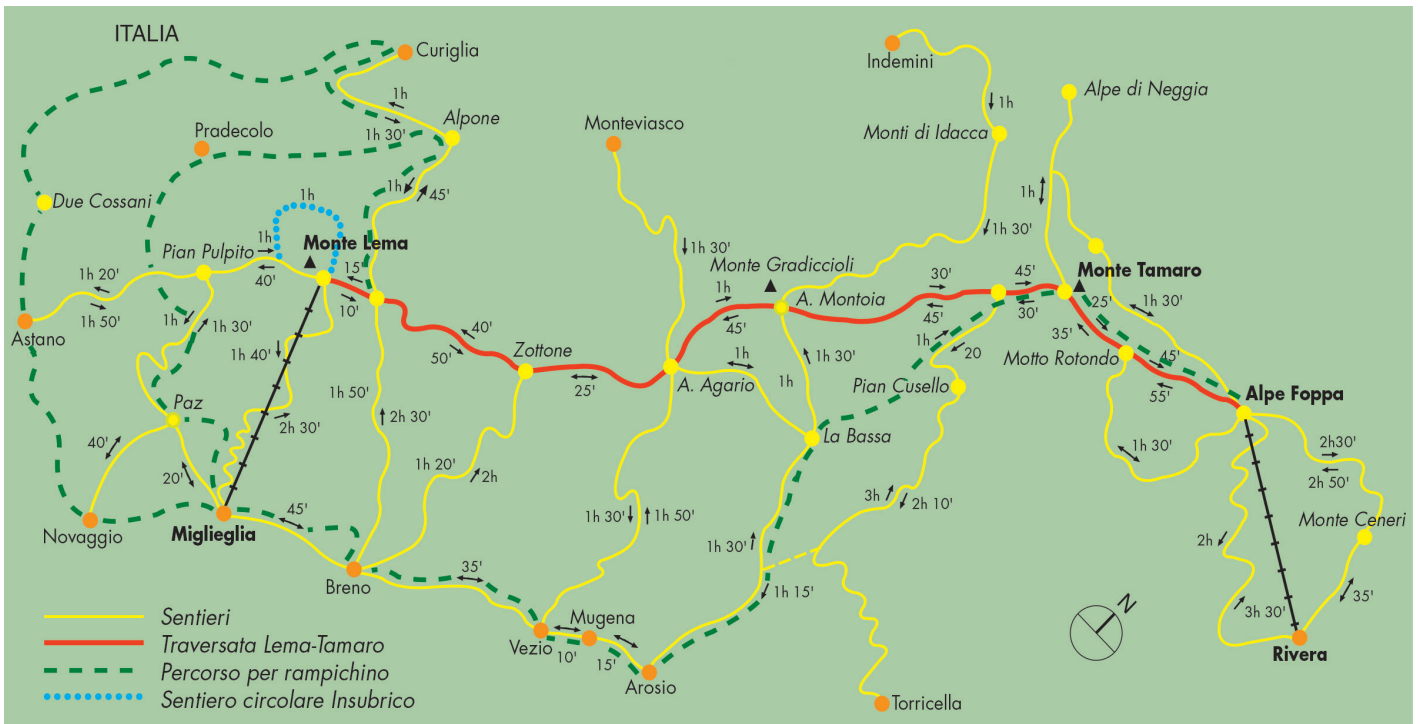 ITALIA
Curiglia
1h
1h 30'
Pradecolo
Alpone
1h
45'
Monteviasco
Indemini
1h
Monti di Idacca
Alpe di Neggia
1h
1h 30'
Due Cossani
1h
Pian Pulpito
1h
40'
Monte Lema
15'
10'
1h 20'
1h 50'
Astano
1h
1h 30'
1h 40'
2h 30'
Paz
40'
20'
Novaggio
Miglieglia
45'
1h 50'
2h 30'
40'
50'
Zottone
25'
1h 20'
2h
Breno
35'
1h 30'
Monte Gradiccioli
1h
45'
A. Montoia
30'
45'
45'
30'
Monte Tamaro
25'
35'
1h 30'
Motto Rotondo
45'
55'
Alpe Foppa
A. Agario
1h
1h 30'
1h
La Bassa
1h
20
Pian Cusello
1h 30'
2h30'
2h 50'
Monte Ceneri
1h 30'
1h 50'
3h
2h 10'
1h 30'
1h 15'
2h
3h 30'
35'
Rivera
Vezio
Mugena
10'
15'
Arosio
Torricella
N
Sentieri
Traversata Lema-Tamaro
Percorso per rampichino
Sentiero circolare Insubrico